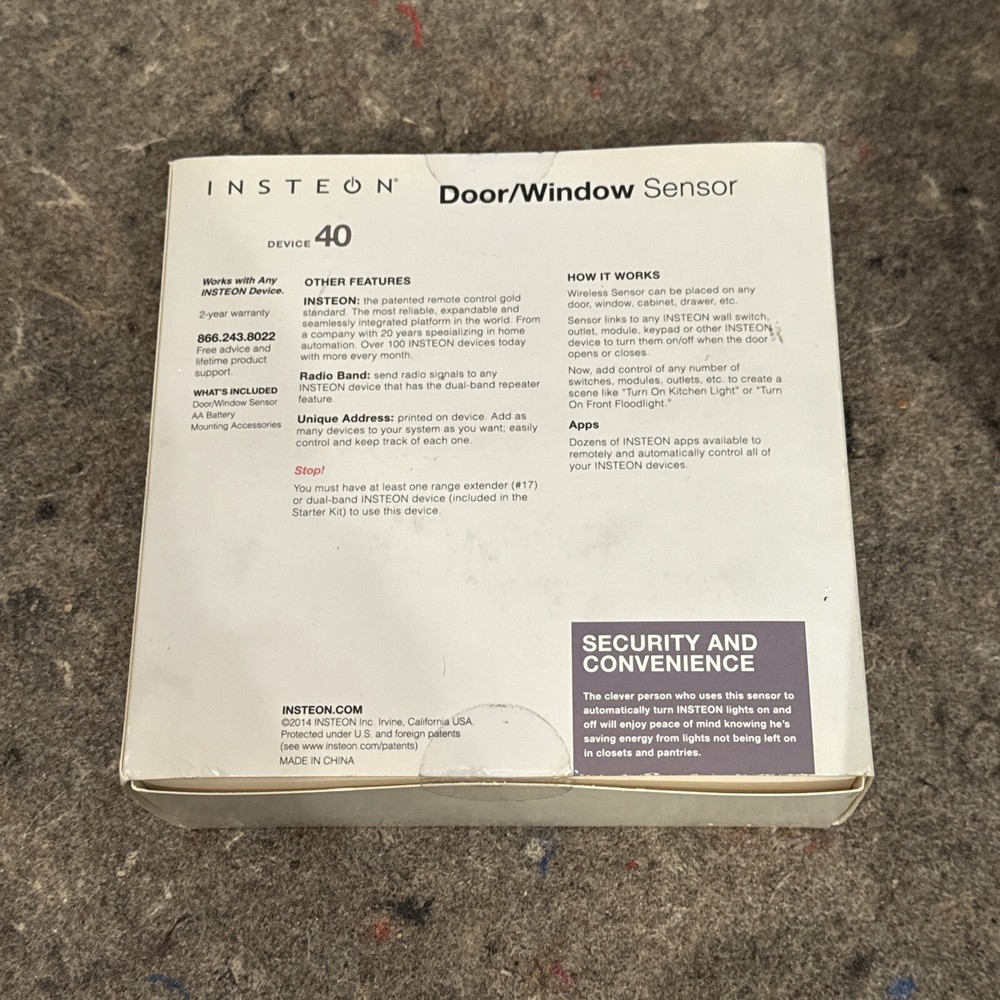 INSTEON®
Door/Window Sensor
DEVICE 40
Works with Any
INSTEON Device.
2-year warranty
866.243.8022
Free advice and
lifetime product
support.
WHAT'S INCLUDED
Door/Window Sensor
AA Battery
Mounting Accessories
OTHER FEATURES
INSTEON: the patented remote control gold
standard. The most reliable, expandable and
seamlessly integrated platform in the world. From
a company with 20 years specializing in home
automation. Over 100 INSTEON devices today
with more every month.
Radio Band: send radio signals to any
INSTEON device that has the dual-band repeater
feature.
Unique Address: printed on device. Add as
many devices to your system as you want; easily
control and keep track of each one.
Stop!
You must have at least one range extender (#17)
or dual-band INSTEON device (included in the
Starter Kit) to use this device.
HOW IT WORKS
Wireless Sensor can be placed on any
door, window, cabinet, drawer, etc.
Sensor links to any INSTEON wall switch,
outlet, module, keypad or other INSTEON
device to turn them on/off when the door
opens or closes.
Now, add control of any number of
switches, modules, outlets, etc. to create a
scene like "Turn On Kitchen Light" or "Turn
On Front Floodlight."
Apps
Dozens of INSTEON apps available to
remotely and automatically control all of
your INSTEON devices.
INSTEON.COM
©2014 INSTEON Inc. Irvine, California USA.
Protected under U.S. and foreign patents
(see www.insteon.com/patents)
MADE IN CHINA
SECURITY AND
CONVENIENCE
The clever person who uses this sensor to
automatically turn INSTEON lights on and
off will enjoy peace of mind knowing he's
saving energy from lights not being left on
in closets and pantries.